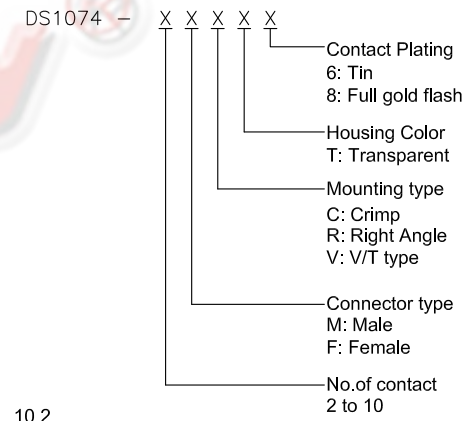 DS1074 - X X X X X
Contact Plating
6: Tin
8: Full gold flash
Housing Color
T: Transparent
Mounting type
C: Crimp
R: Right Angle
V: V/T type
Connector type
M: Male
F: Female
No.of contact
2 to 10
10.2